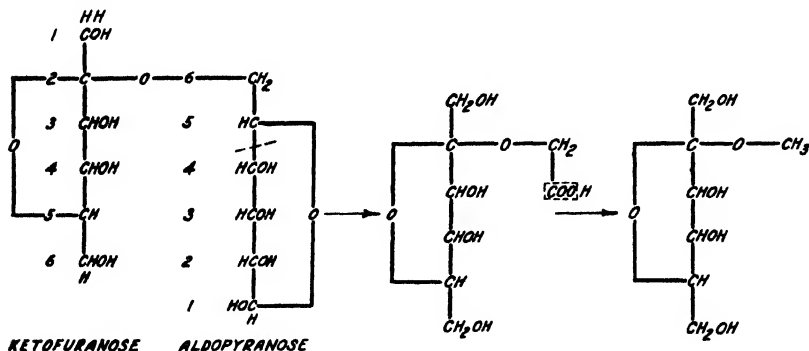 HH
1 COH
2 C O 6 CH2
3 CHOH 5 HC
O
4 CHOH 4 HCOH
5 CH 3 HCOH O
6 CHOH 2 HCOH
H
1 HOC
H
KETOFURANOSE ALDOPYRANOSE
CH2OH
C O CH2
CHOH COOH
O
CHOH
CH
CH2OH
CH2OH
C O CH3
CHOH
O
CHOH
CH
CH2OH